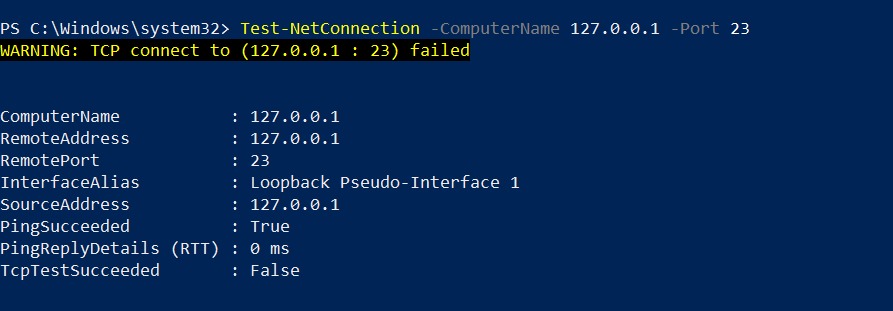 PS C:\Windows\system32> Test-NetConnection -ComputerName 127.0.0.1 -Port 23
WARNING: TCP connect to (127.0.0.1 : 23) failed
ComputerName : 127.0.0.1
RemoteAddress : 127.0.0.1
RemotePort : 23
InterfaceAlias : Loopback Pseudo-Interface 1
SourceAddress : 127.0.0.1
PingSucceeded : True
PingReplyDetails (RTT) : 0 ms
TcpTestSucceeded : False